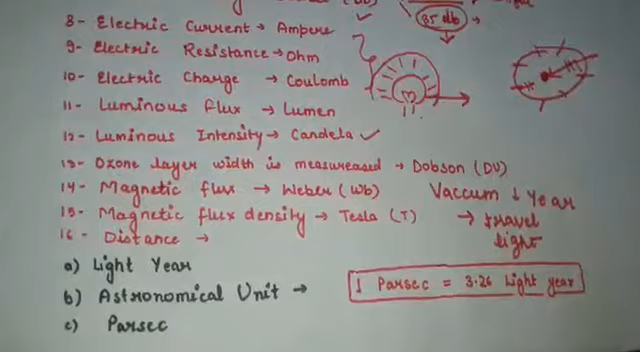 85 db →
8- Electric Current → Ampere
9- Electric Resistance → Ohm
10- Electric Charge → Coulomb
11- Luminous flux → Lumen
12- Luminous Intensity → Candela ✓
13- Ozone layer width is measureased → Dobson (DU)
14- Magnetic flux → Weber (Wb)
15- Magnetic flux density → Tesla (T)
16- Distance →
Vaccum ↓ Year
→ travel
light
a) Light Year
b) Astronomical Unit →
c) Parsec
1 Parsec = 3.26 Light year